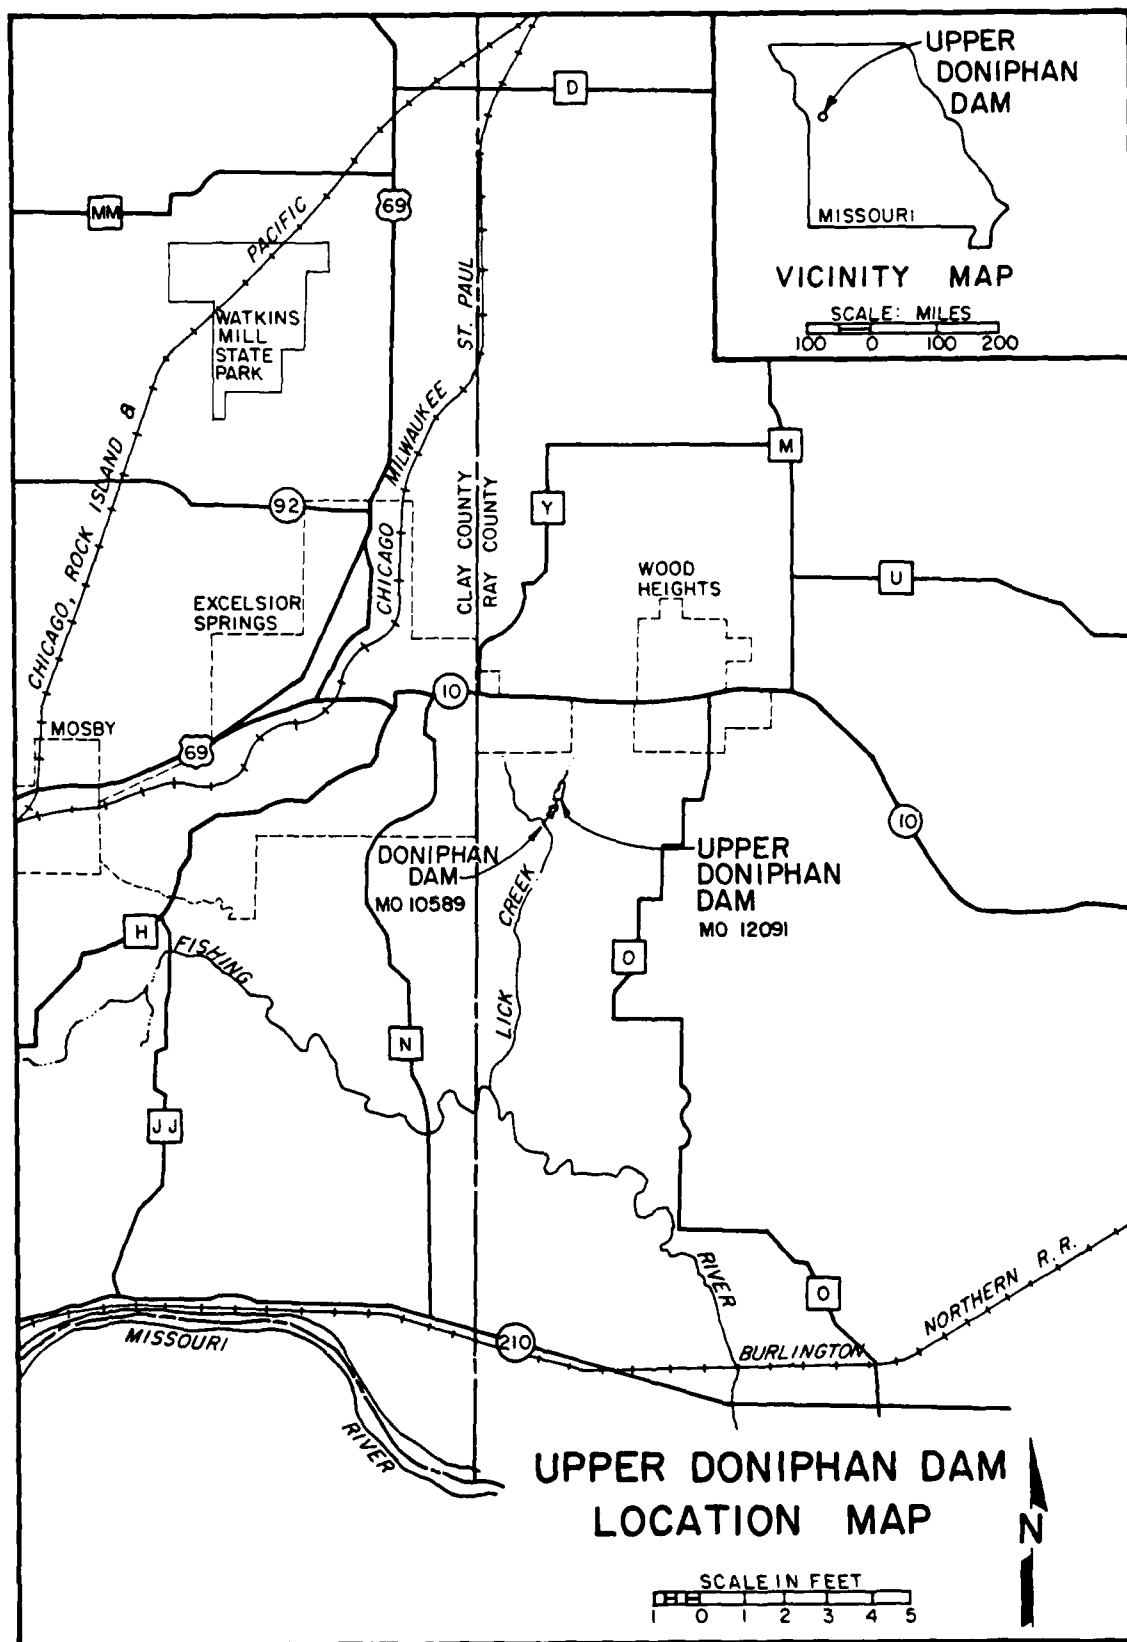 UPPER
DONIPHAN
DAM
MISSOURI
VICINITY MAP
SCALE: MILES
100 0 100 200
D
MM
69
PACIFIC
ST. PAUL
WATKINS
MILL
STATE
PARK
MILWAUKEE
CHICAGO, ROCK ISLAND &
M
92
Y
CHICAGO
CLAY COUNTY
RAY COUNTY
WOOD
HEIGHTS
U
EXCELSIOR
SPRINGS
10
MOSBY
69
10
DONIPHAN
DAM
MO 10589
UPPER
DONIPHAN
DAM
MO 12091
LICK CREEK
H
FISHING
O
N
JJ
RIVER
O
NORTHERN R.R.
MISSOURI
210
BURLINGTON
RIVER
UPPER DONIPHAN DAM
LOCATION MAP
N
SCALE IN FEET
1 0 1 2 3 4 5